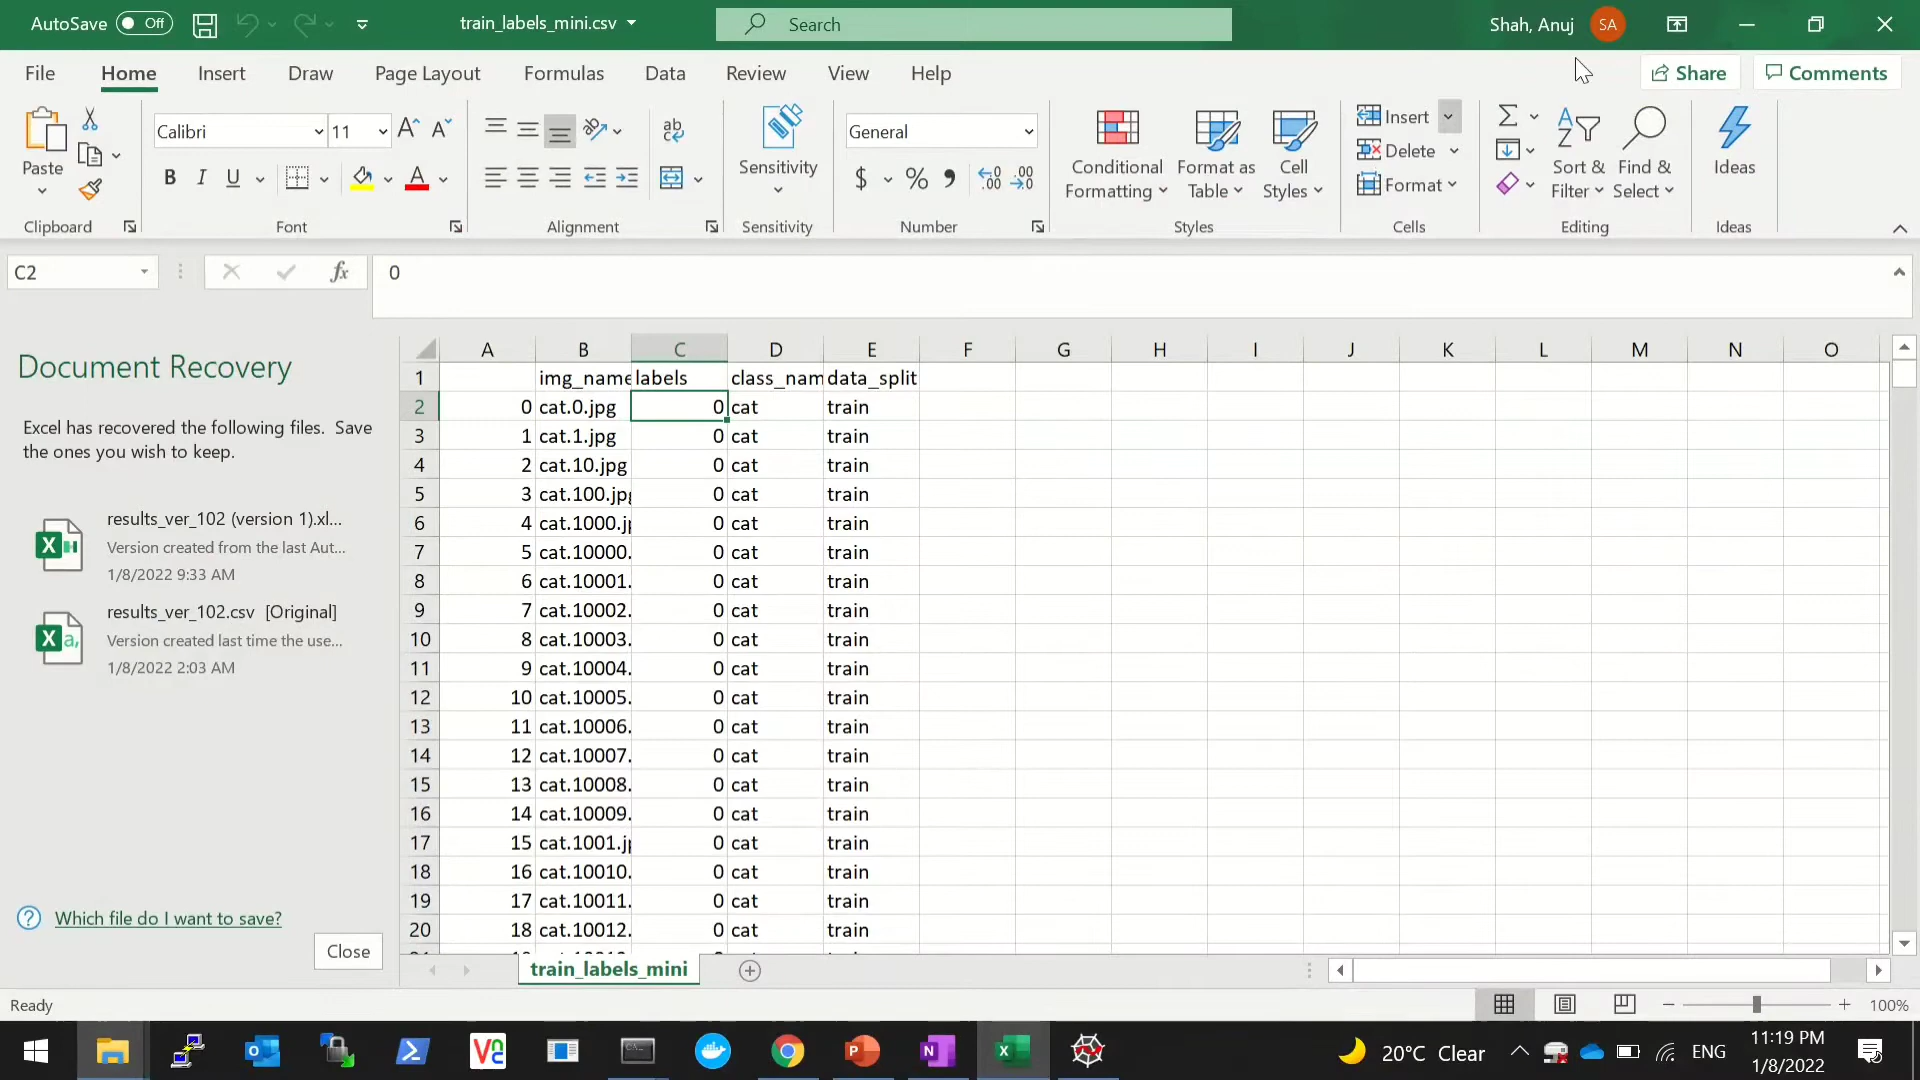 AutoSave Off train_labels_mini.csv Search Shah, Anuj SA
File Home Insert Draw Page Layout Formulas Data Review View Help Share Comments
Paste
Calibri 11
General
Sensitivity
Conditional Formatting
Format as Table
Cell Styles
Insert
Delete
Format
Sort & Filter
Find & Select
Ideas
Clipboard Font Alignment Sensitivity Number Styles Cells Editing Ideas
C2 fx 0
Document Recovery
Excel has recovered the following files. Save
the ones you wish to keep.
results_ver_102 (version 1).xl...
Version created from the last Aut...
1/8/2022 9:33 AM
results_ver_102.csv [Original]
Version created last time the use...
1/8/2022 2:03 AM
Which file do I want to save?
Close
A B C D E F G H I J K L M N O
1 img_name labels class_nam data_split
2 0 cat.0.jpg 0 cat train
3 1 cat.1.jpg 0 cat train
4 2 cat.10.jpg 0 cat train
5 3 cat.100.jpg 0 cat train
6 4 cat.1000.jp 0 cat train
7 5 cat.10000. 0 cat train
8 6 cat.10001. 0 cat train
9 7 cat.10002. 0 cat train
10 8 cat.10003. 0 cat train
11 9 cat.10004. 0 cat train
12 10 cat.10005. 0 cat train
13 11 cat.10006. 0 cat train
14 12 cat.10007. 0 cat train
15 13 cat.10008. 0 cat train
16 14 cat.10009. 0 cat train
17 15 cat.1001.jp 0 cat train
18 16 cat.10010. 0 cat train
19 17 cat.10011. 0 cat train
20 18 cat.10012. 0 cat train
train_labels_mini
Ready 100%
20°C Clear ENG 11:19 PM
1/8/2022